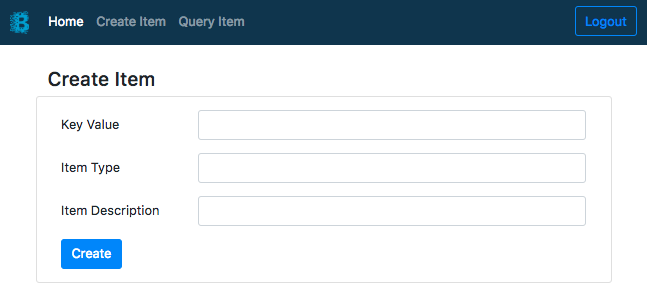 Home Create Item Query Item Logout
Create Item
Key Value
Item Type
Item Description
Create